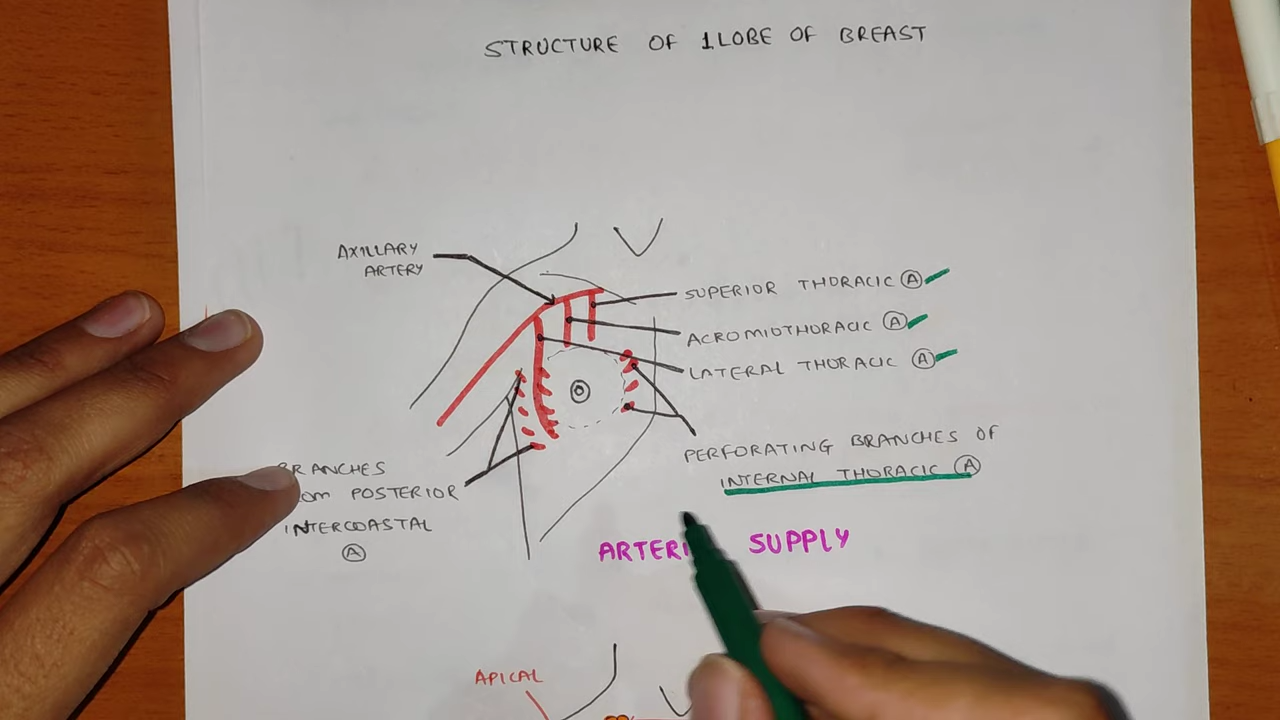 STRUCTURE OF 1 LOBE OF BREAST
AXILLARY
ARTERY
SUPERIOR THORACIC A
ACROMIOTHORACIC A
LATERAL THORACIC A
PERFORATING BRANCHES OF
INTERNAL THORACIC A
BRANCHES
POSTERIOR
INTERCOASTAL
A
SUPPLY
APICAL